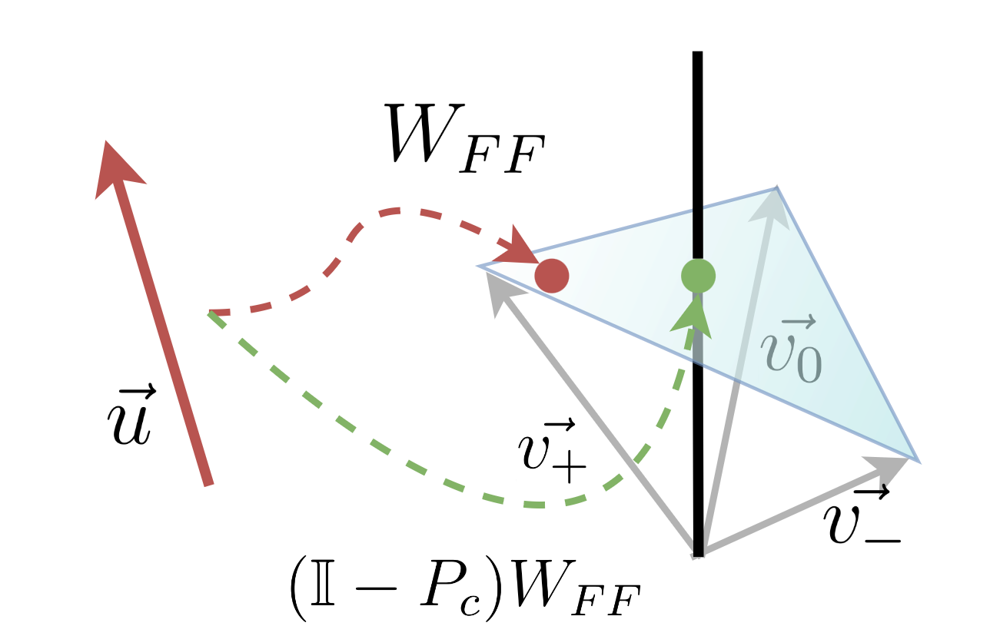 $W_{FF}$
$\vec{v_0}$
$\vec{u}$
$\vec{v_+}$
$\vec{v_-}$
$(\mathbb{I} - P_c)W_{FF}$